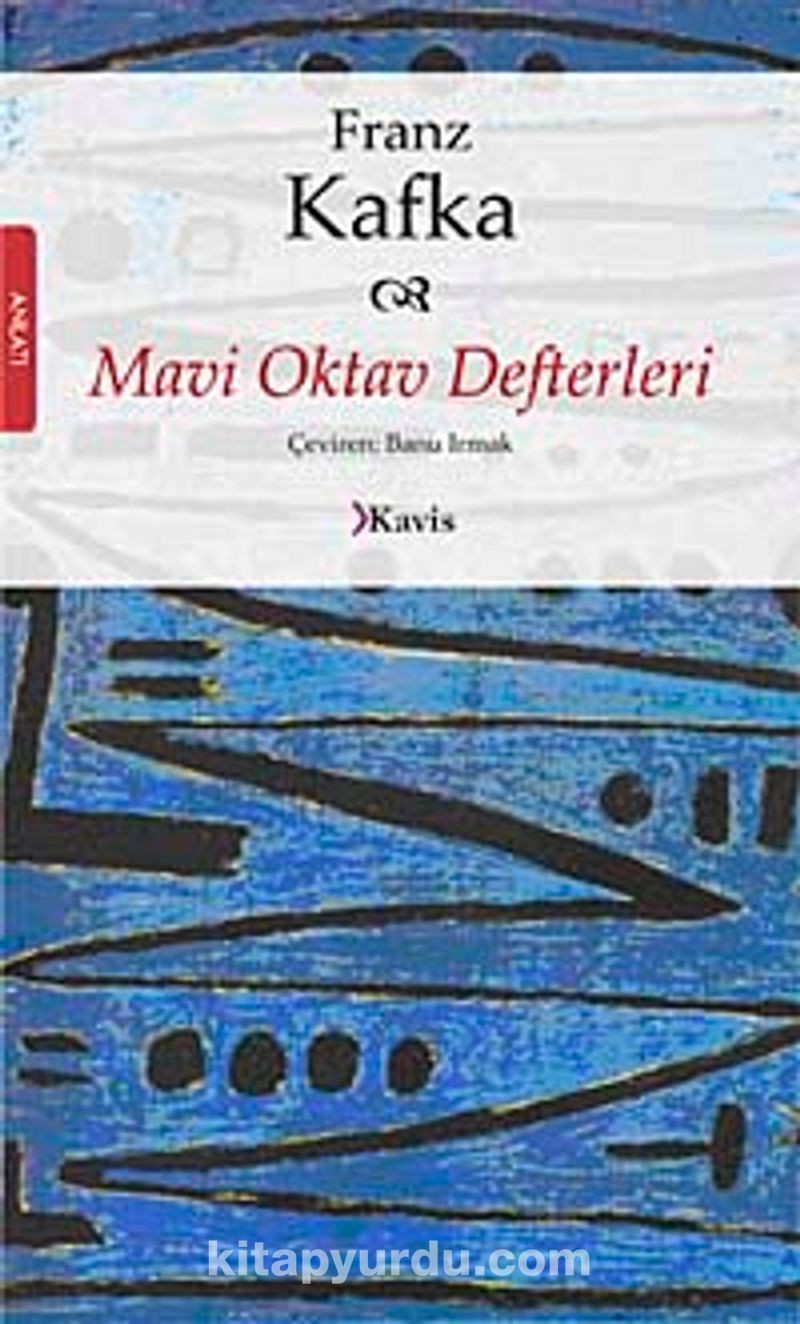 Franz
Kafka
Mavi Oktav Defterleri
Çeviren: Banu Irmak
Kavis
ANLATI
kitapyurdu.com